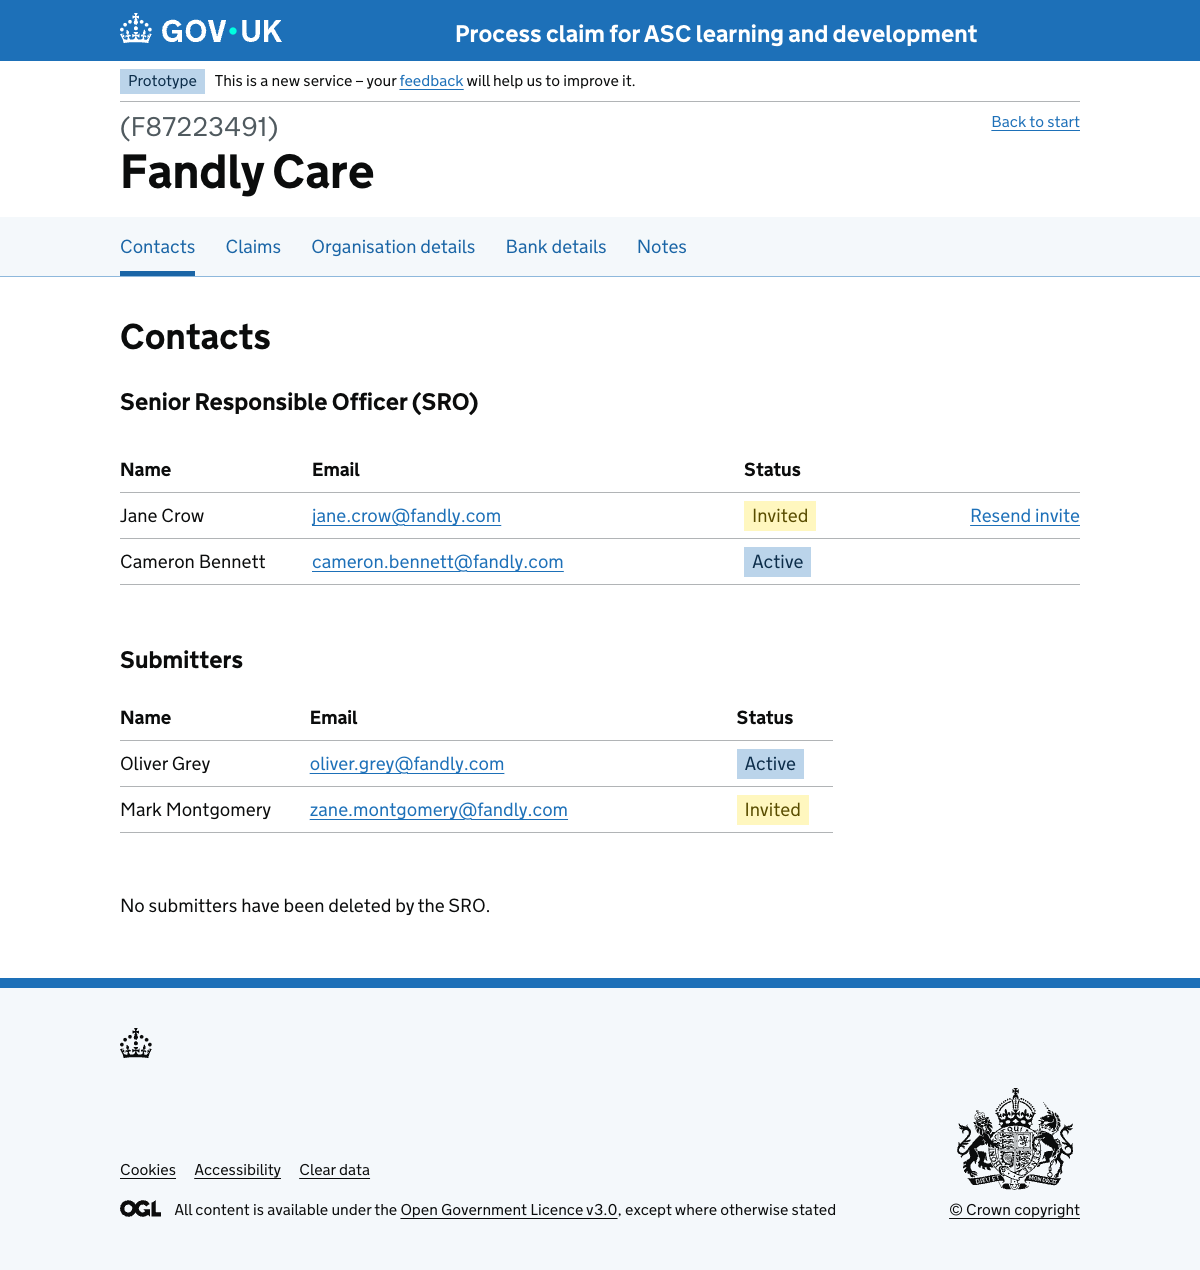 GOV·UK
Process claim for ASC learning and development
Prototype This is a new service – your feedback will help us to improve it.
(F87223491)
Back to start
Fandly Care
Contacts Claims Organisation details Bank details Notes
Contacts
Senior Responsible Officer (SRO)
Name Email Status
Jane Crow jane.crow@fandly.com Invited Resend invite
Cameron Bennett cameron.bennett@fandly.com Active
Submitters
Name Email Status
Oliver Grey oliver.grey@fandly.com Active
Mark Montgomery zane.montgomery@fandly.com Invited
No submitters have been deleted by the SRO.
Cookies Accessibility Clear data
OGL All content is available under the Open Government Licence v3.0, except where otherwise stated
© Crown copyright